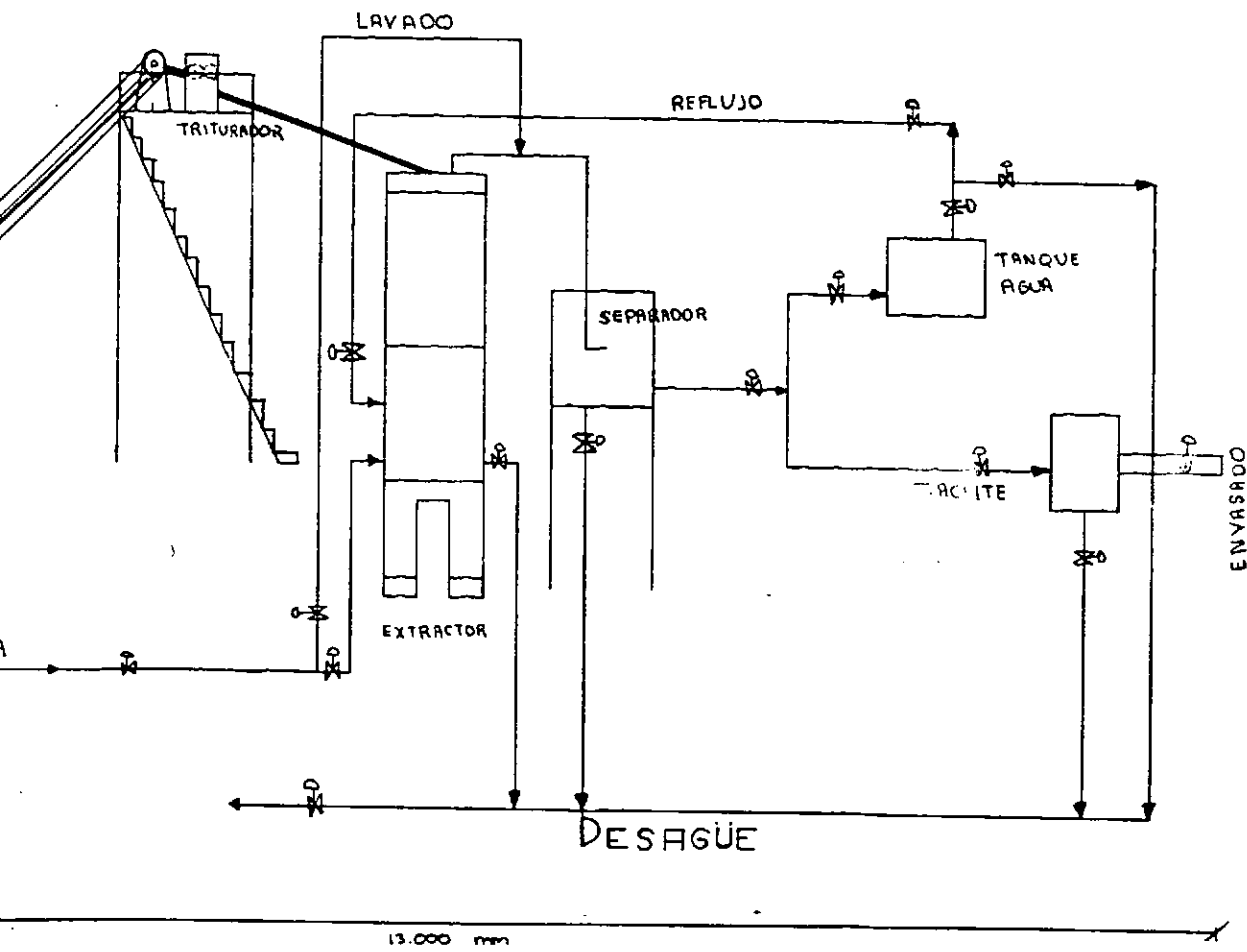 LAVADO
REFLUJO
TRITURADOR
TANQUE
AGUA
SEPARADOR
ENVASADO
EXTRACTOR
A
DESAGÜE
13.000 mm